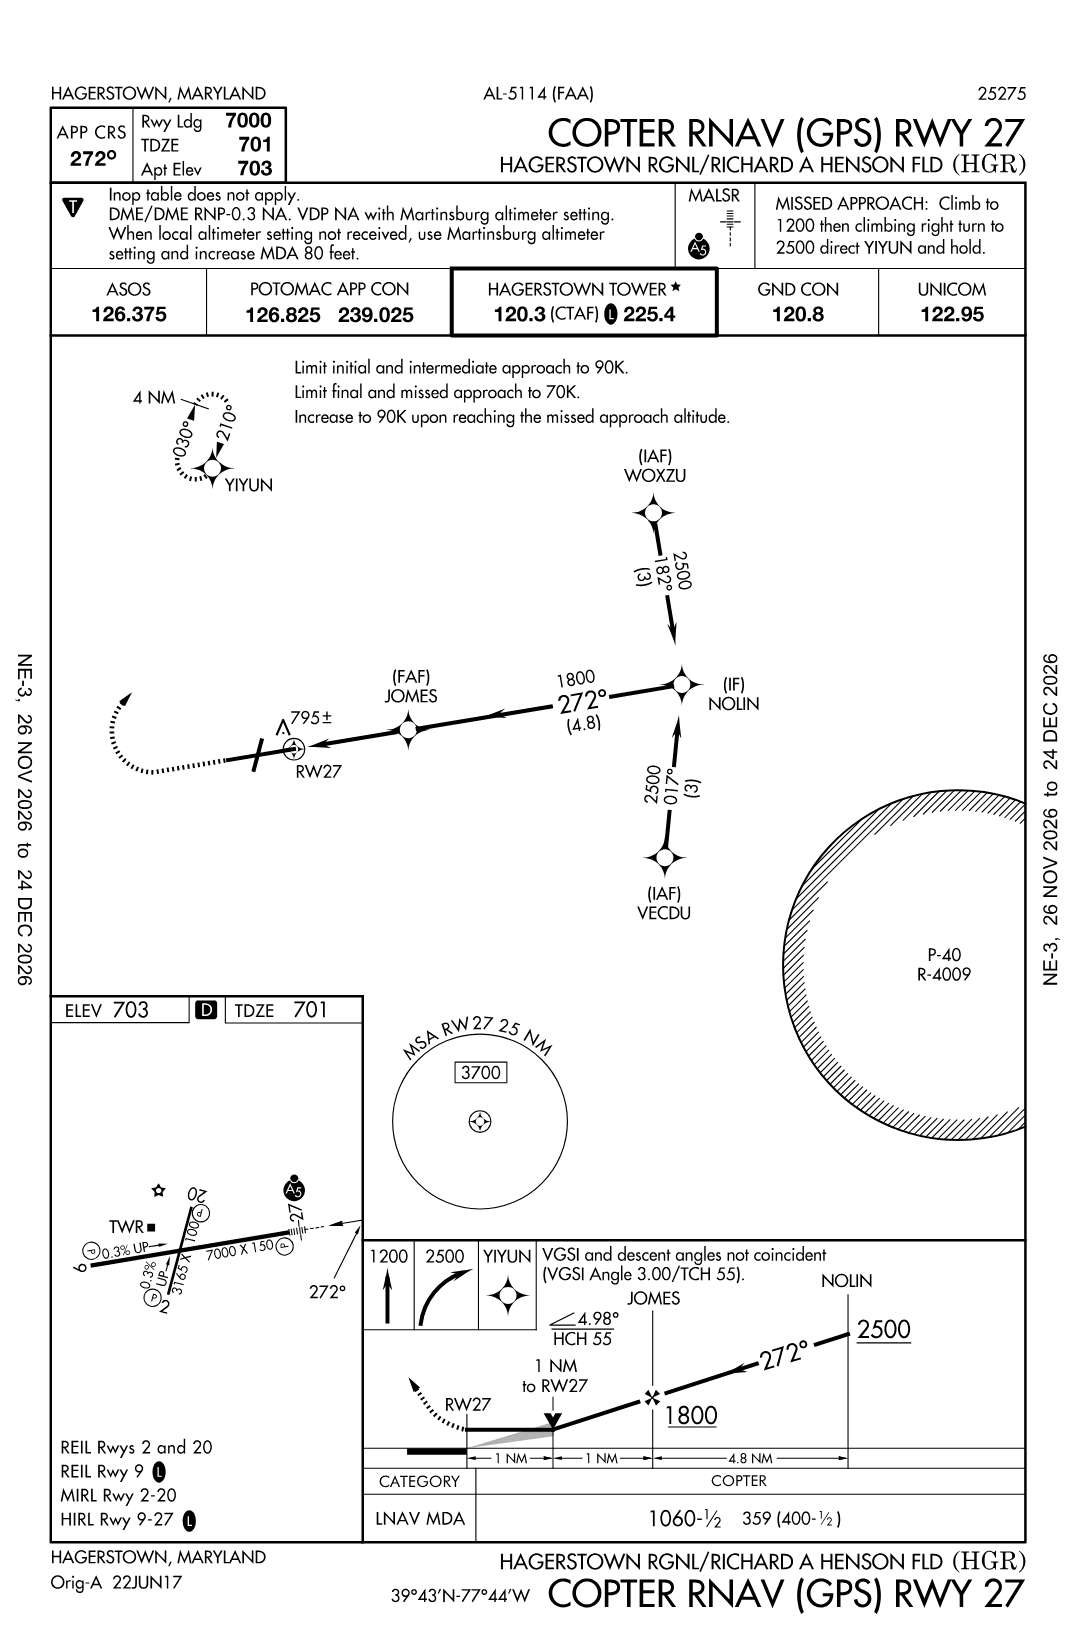 HAGERSTOWN, MARYLAND
AL-5114 (FAA)
25275
APP CRS
272°
Rwy Ldg 7000
TDZE 701
Apt Elev 703
COPTER RNAV (GPS) RWY 27
HAGERSTOWN RGNL/RICHARD A HENSON FLD (HGR)
T
Inop table does not apply.
DME/DME RNP-0.3 NA. VDP NA with Martinsburg altimeter setting.
When local altimeter setting not received, use Martinsburg altimeter
setting and increase MDA 80 feet.
MALSR
A5
MISSED APPROACH: Climb to
1200 then climbing right turn to
2500 direct YIYUN and hold.
ASOS
126.375
POTOMAC APP CON
126.825 239.025
HAGERSTOWN TOWER ★
120.3 (CTAF) L 225.4
GND CON
120.8
UNICOM
122.95
Limit initial and intermediate approach to 90K.
Limit final and missed approach to 70K.
Increase to 90K upon reaching the missed approach altitude.
4 NM
030°
210°
YIYUN
(IAF)
WOXZU
2500
182°
(3)
(FAF)
JOMES
1800
272°
(4.8)
(IF)
NOLIN
795±
RW27
2500
017°
(3)
(IAF)
VECDU
P-40
R-4009
NE-3, 26 NOV 2026 to 24 DEC 2026
NE-3, 26 NOV 2026 to 24 DEC 2026
ELEV 703
D
TDZE 701
MSA RW27 25 NM
3700
20
P
A5
27
TWR
P
0.3% UP
7000 X 150
P
9
0.3%
UP
3165 X 100
P
2
272°
REIL Rwys 2 and 20
REIL Rwy 9 L
MIRL Rwy 2-20
HIRL Rwy 9-27 L
1200
2500
YIYUN
VGSI and descent angles not coincident
(VGSI Angle 3.00/TCH 55).
JOMES
NOLIN
4.98°
HCH 55
272°
2500
1 NM
to RW27
RW27
1800
1 NM
1 NM
4.8 NM
CATEGORY
COPTER
LNAV MDA
1060-½ 359 (400-½)
HAGERSTOWN, MARYLAND
Orig-A 22JUN17
39°43'N-77°44'W
HAGERSTOWN RGNL/RICHARD A HENSON FLD (HGR)
COPTER RNAV (GPS) RWY 27